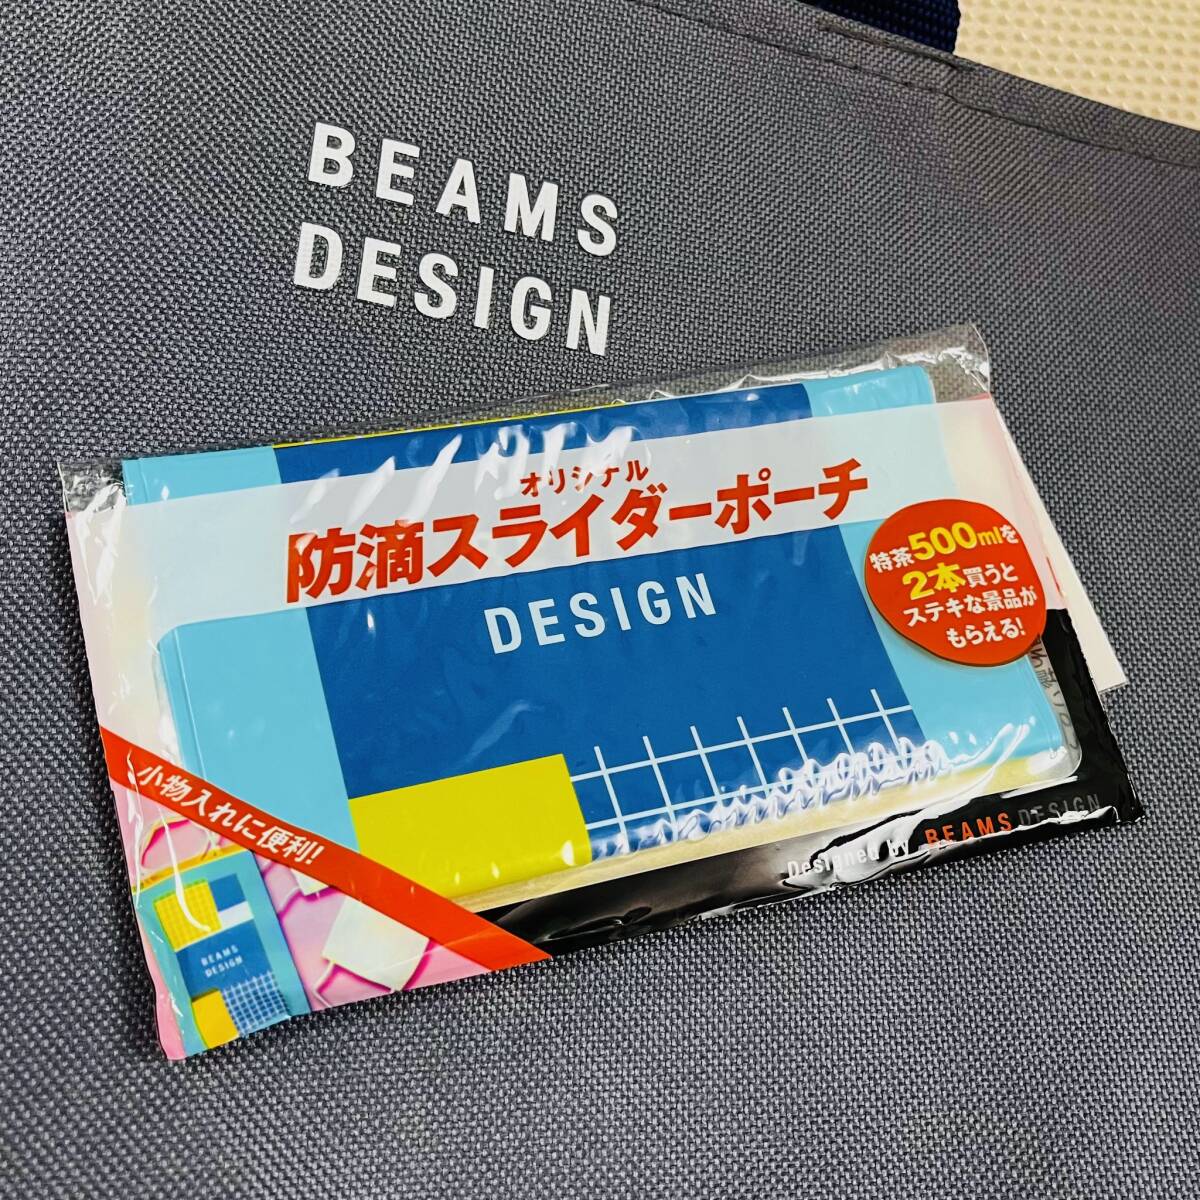 BEAMS
DESIGN
オリジナル
防滴スライダーポーチ
DESIGN
特茶500mlを
2本買うと
ステキな景品が
もらえる!
小物入れに便利!
BEAMS
DESIGN
Designed by BEAMS DESIGN